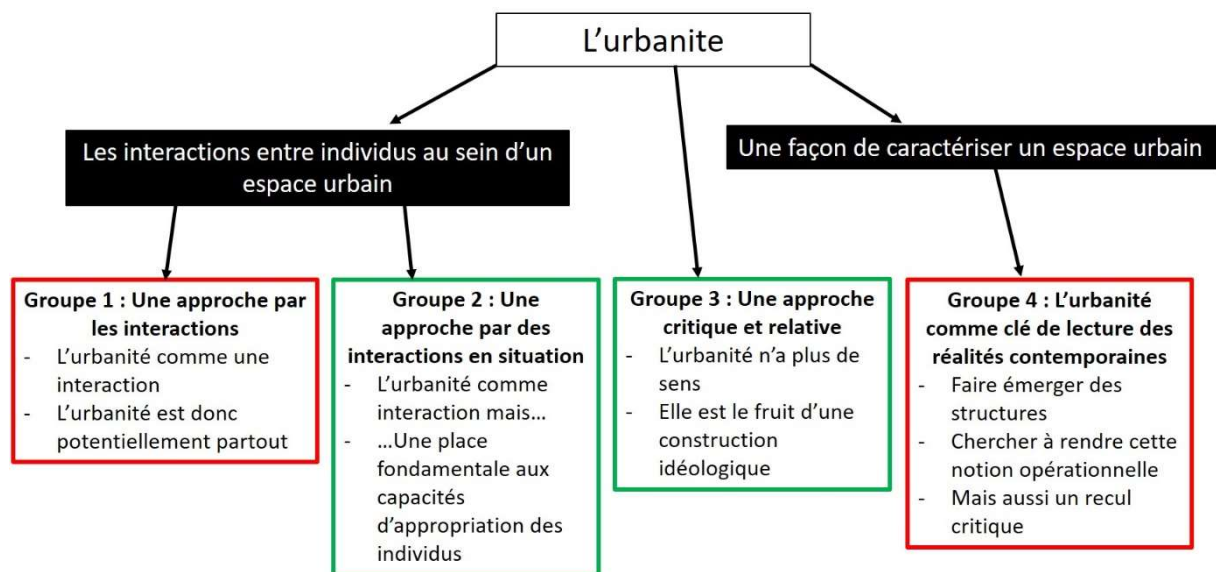 L’urbanite
Les interactions entre individus au sein d’un
espace urbain
Une façon de caractériser un espace urbain
Groupe 1 : Une approche par
les interactions
- L’urbanité comme une
interaction
- L’urbanité est donc
potentiellement partout
Groupe 2 : Une
approche par des
interactions en situation
- L’urbanité comme
interaction mais…
- …Une place
fondamentale aux
capacités
d’appropriation des
individus
Groupe 3 : Une approche
critique et relative
- L’urbanité n’a plus de
sens
- Elle est le fruit d’une
construction
idéologique
Groupe 4 : L’urbanité
comme clé de lecture des
réalités contemporaines
- Faire émerger des
structures
- Chercher à rendre cette
notion opérationnelle
- Mais aussi un recul
critique